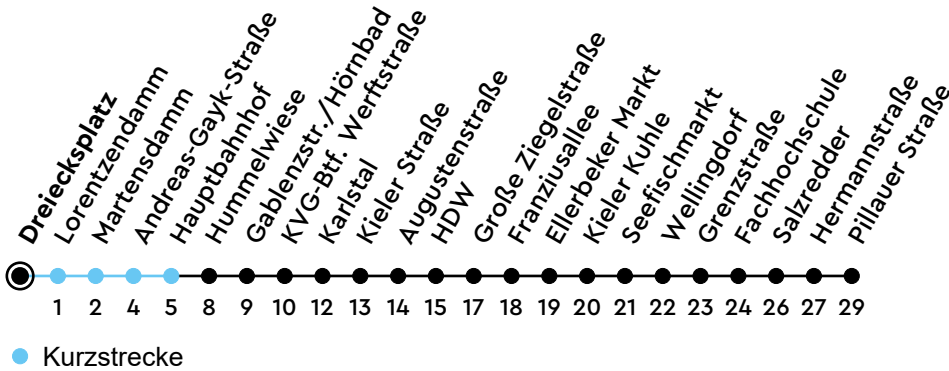 Dreiecksplatz
Lorentzendamm
Martensdamm
Andreas-Gayk-Straße
Hauptbahnhof
Hummelwiese
Gablenzstr./Hörnbad
KVG-Btf. Werftstraße
Karlstal
Kieler Straße
Augustenstraße
HDW
Große Ziegelstraße
Franziusallee
Ellerbeker Markt
Kieler Kuhle
Seefischmarkt
Wellingdorf
Grenzstraße
Fachhochschule
Salzredder
Hermannstraße
Pillauer Straße
1 2 4 5 8 9 10 12 13 14 15 17 18 19 20 21 22 23 24 26 27 29
Kurzstrecke